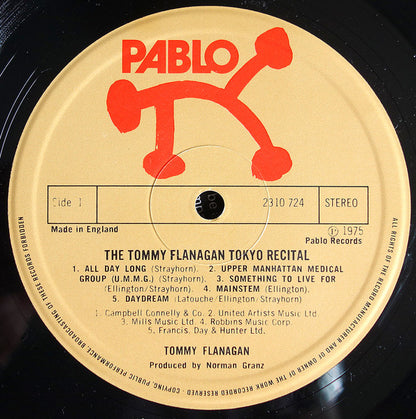 PABLO
Side 1
2310 724
STEREO
Made in England
℗ 1975
Pablo Records
THE TOMMY FLANAGAN TOKYO RECITAL
1. ALL DAY LONG (Strayhorn). 2. UPPER MANHATTAN MEDICAL
GROUP (U.M.M.G.) (Strayhorn). 3. SOMETHING TO LIVE FOR
(Ellington/Strayhorn). 4. MAINSTEM (Ellington).
5. DAYDREAM (Latouche/Ellington/Strayhorn).
1. Campbell Connelly & Co. 2. United Artists Music Ltd.
3. Mills Music Ltd. 4. Robbins Music Corp.
5. Francis, Day & Hunter Ltd.
TOMMY FLANAGAN
Produced by Norman Granz
ALL RIGHTS OF THE RECORD MANUFACTURER AND OF THE OWNER OF THE WORK RECORDED RESERVED · COPYING, PUBLIC PERFORMANCE, BROADCASTING OF THESE RECORDS FORBIDDEN